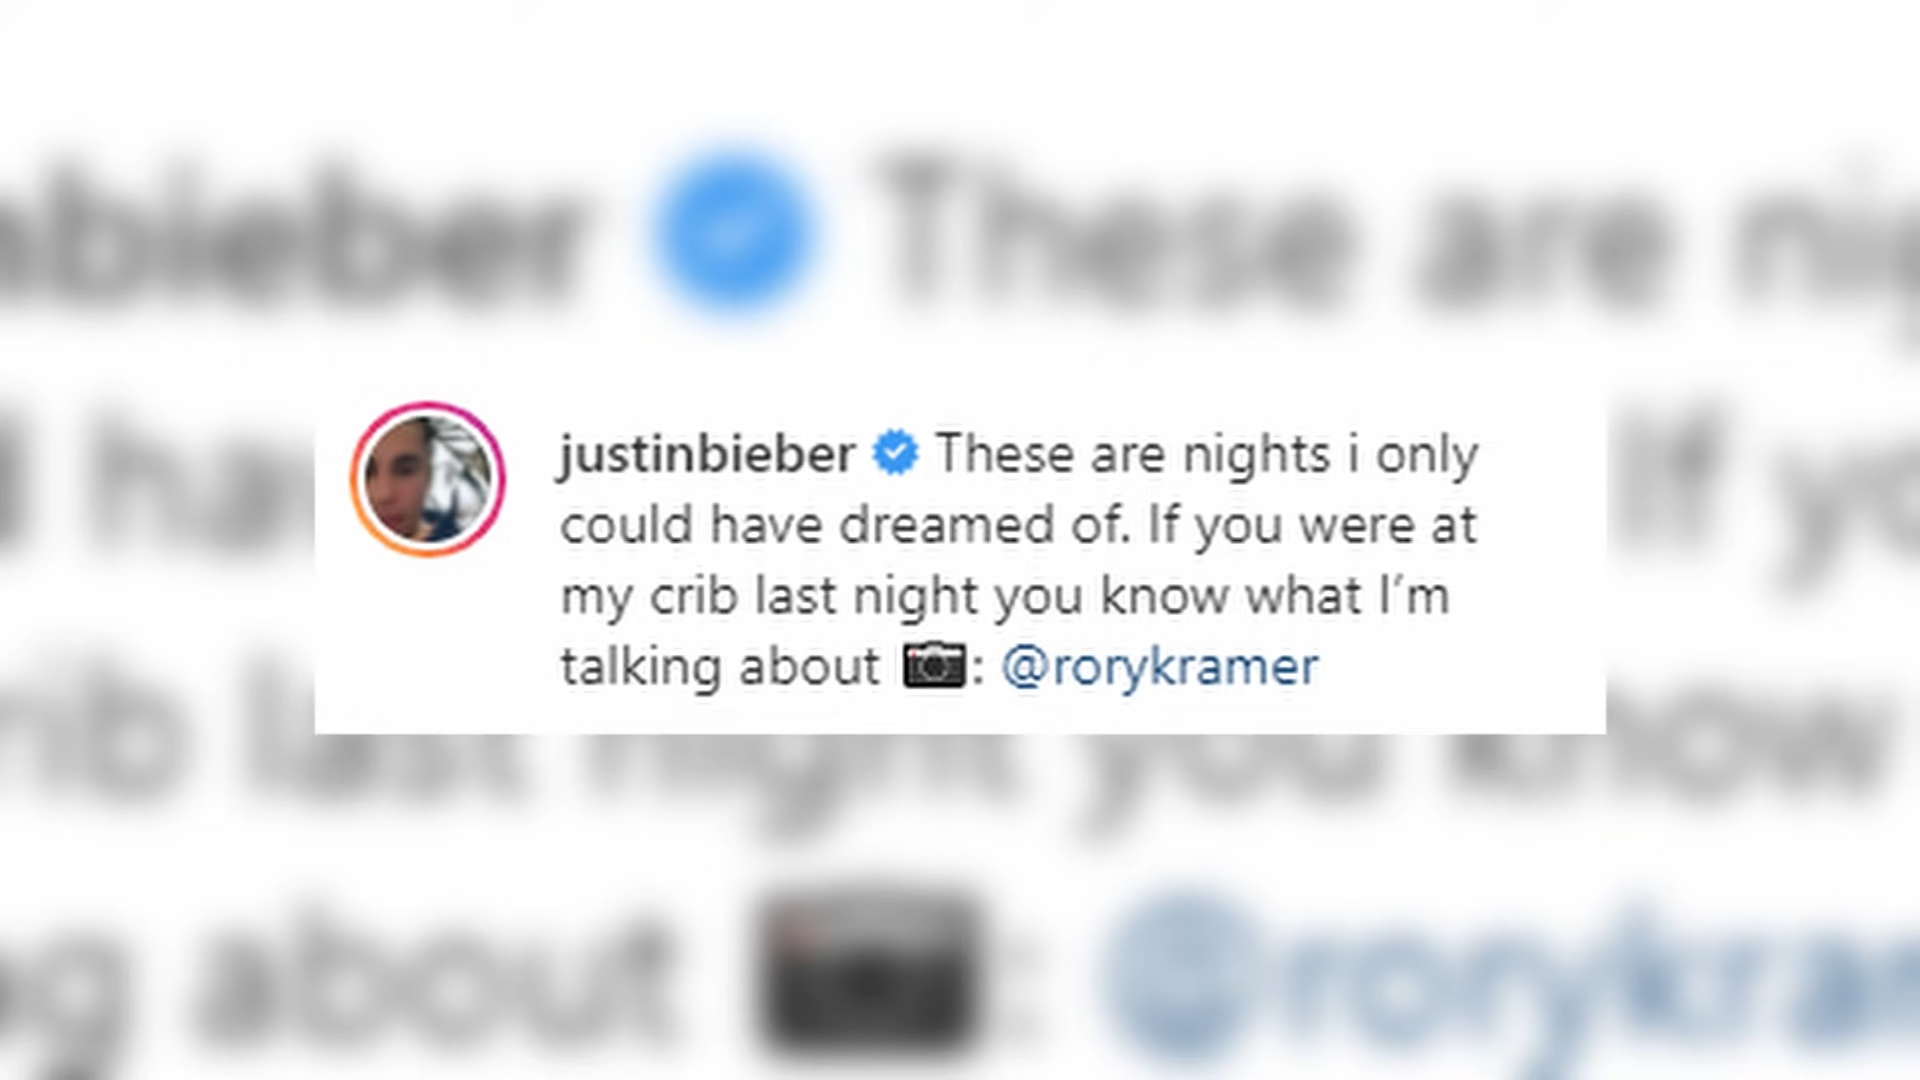 justinbieber These are nights i only
could have dreamed of. If you were at
my crib last night you know what I'm
talking about 📷: @rorykramer